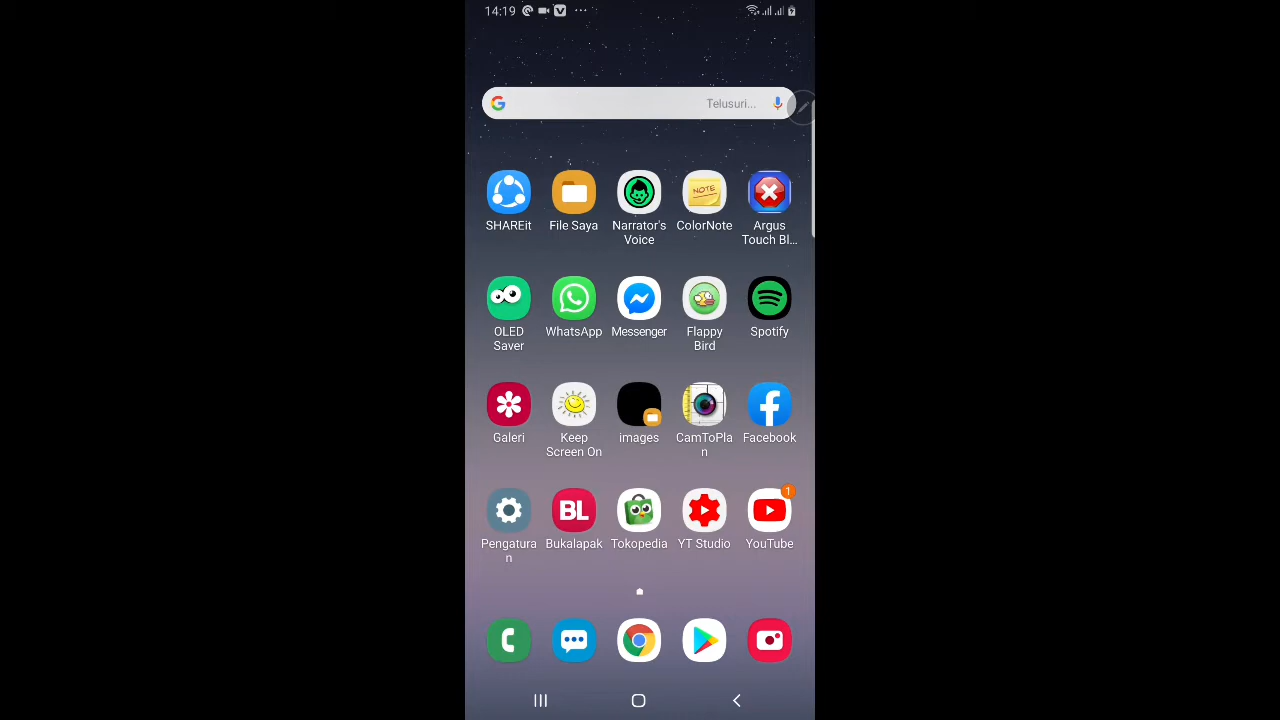 14:19
Telusuri...
SHAREit
File Saya
Narrator's
Voice
NOTE
ColorNote
Argus
Touch Bl...
OLED
Saver
WhatsApp
Messenger
Flappy
Bird
Spotify
Galeri
Keep
Screen On
images
CamToPla
n
Facebook
Pengatura
n
BL
Bukalapak
Tokopedia
YT Studio
1
YouTube